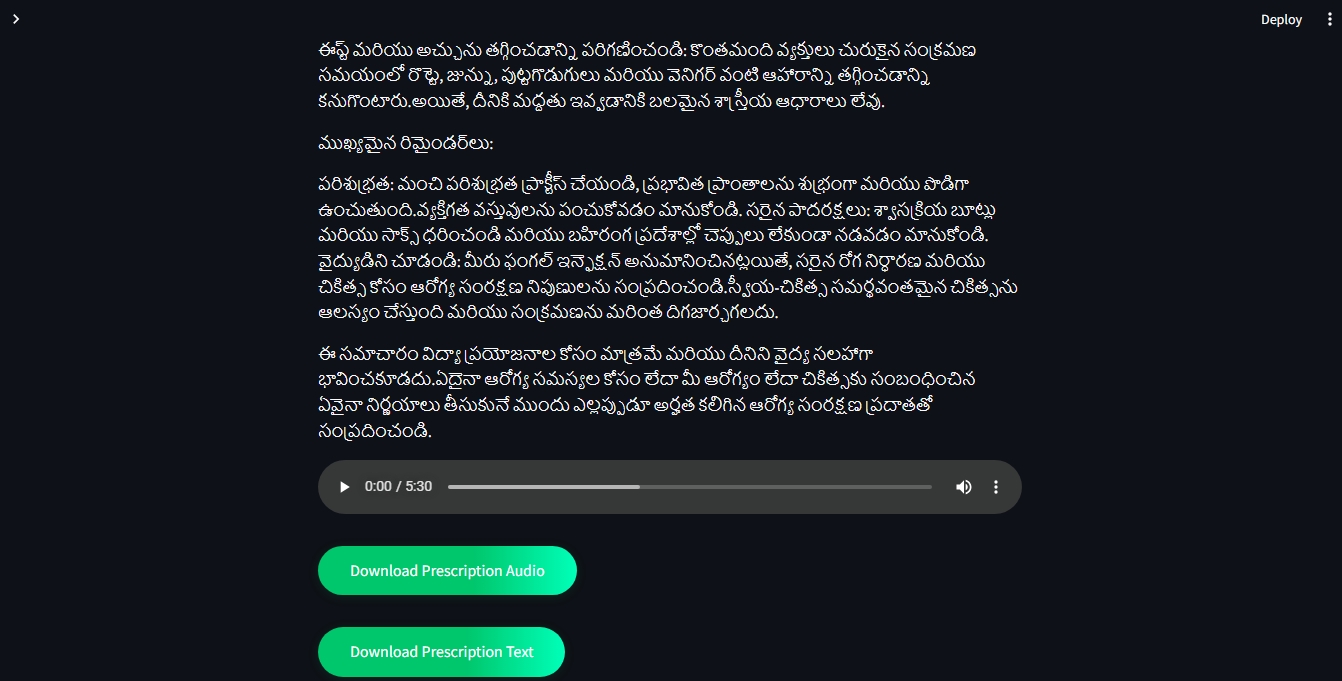 Deploy
ఈస్ట్ మరియు అచ్చును తగ్గించడాన్ని పరిగణించండి: కొంతమంది వ్యక్తులు చురుకైన సంక్రమణ
సమయంలో రొట్టె, జున్ను, పుట్టగొడుగులు మరియు వెనిగర్ వంటి ఆహారాన్ని తగ్గించడాన్ని
కనుగొంటారు.అయితే, దీనికి మద్దతు ఇవ్వడానికి బలమైన శాస్త్రీయ ఆధారాలు లేవు.
ముఖ్యమైన రిమైండర్‌లు:
పరిశుభ్రత: మంచి పరిశుభ్రత ప్రాక్టీస్ చేయండి, ప్రభావిత ప్రాంతాలను శుభ్రంగా మరియు పొడిగా
ఉంచుతుంది.వ్యక్తిగత వస్తువులను పంచుకోవడం మానుకోండి. సరైన పాదరక్షలు: శ్వాసక్రియ బూట్లు
మరియు సాక్స్ ధరించండి మరియు బహిరంగ ప్రదేశాల్లో చెప్పులు లేకుండా నడవడం మానుకోండి.
వైద్యుడిని చూడండి: మీరు ఫంగల్ ఇన్ఫెక్షన్ అనుమానించినట్లయితే, సరైన రోగ నిర్ధారణ మరియు
చికిత్స కోసం ఆరోగ్య సంరక్షణ నిపుణులను సంప్రదించండి.స్వీయ-చికిత్స సమర్థవంతమైన చికిత్సను
ఆలస్యం చేస్తుంది మరియు సంక్రమణను మరింత దిగజార్చగలదు.
ఈ సమాచారం విద్యా ప్రయోజనాల కోసం మాత్రమే మరియు దీనిని వైద్య సలహాగా
భావించకూడదు.ఏదైనా ఆరోగ్య సమస్యల కోసం లేదా మీ ఆరోగ్యం లేదా చికిత్సకు సంబంధించిన
ఏవైనా నిర్ణయాలు తీసుకునే ముందు ఎల్లప్పుడూ అర్హత కలిగిన ఆరోగ్య సంరక్షణ ప్రదాతతో
సంప్రదించండి.
0:00 / 5:30
Download Prescription Audio
Download Prescription Text